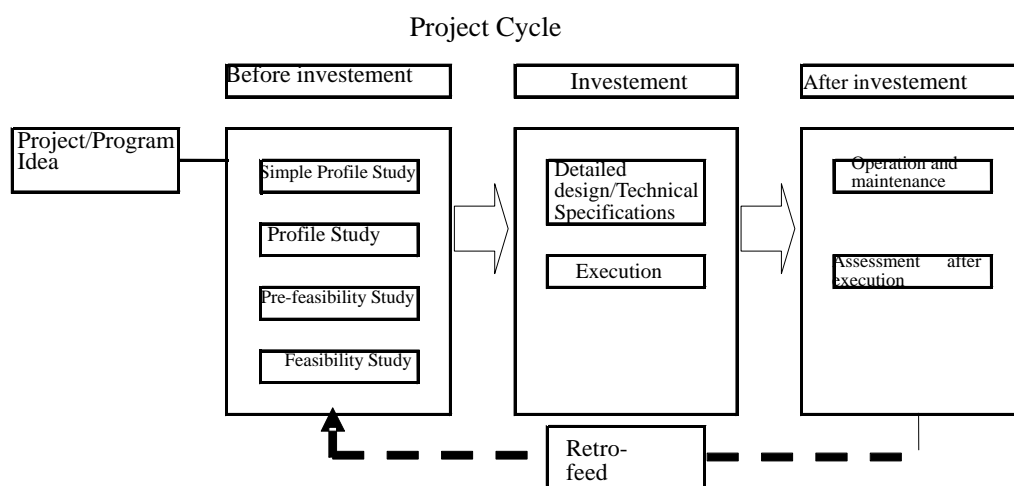 Project Cycle
Before investement
Investement
After investement
Project/Program
Idea
Simple Profile Study
Profile Study
Pre-feasibility Study
Feasibility Study
Detailed
design/Technical
Specifications
Execution
Operation and
maintenance
Assessment after
execution
Retro-
feed